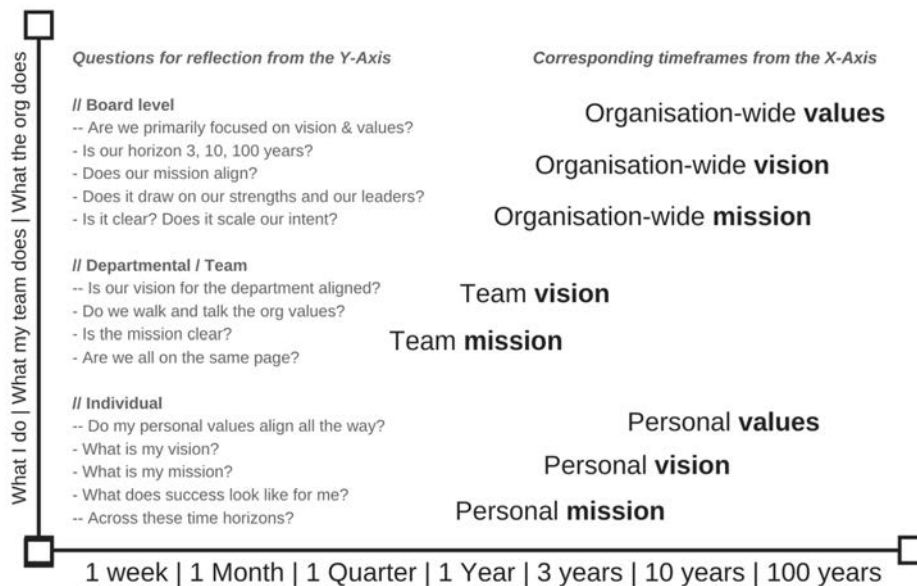 What I do | What my team does | What the org does
Questions for reflection from the Y-Axis
Corresponding timeframes from the X-Axis
// Board level
-- Are we primarily focused on vision & values?
- Is our horizon 3, 10, 100 years?
- Does our mission align?
- Does it draw on our strengths and our leaders?
- Is it clear? Does it scale our intent?
Organisation-wide values
Organisation-wide vision
Organisation-wide mission
// Departmental / Team
-- Is our vision for the department aligned?
- Do we walk and talk the org values?
- Is the mission clear?
- Are we all on the same page?
Team vision
Team mission
// Individual
-- Do my personal values align all the way?
- What is my vision?
- What is my mission?
- What does success look like for me?
-- Across these time horizons?
Personal values
Personal vision
Personal mission
1 week | 1 Month | 1 Quarter | 1 Year | 3 years | 10 years | 100 years